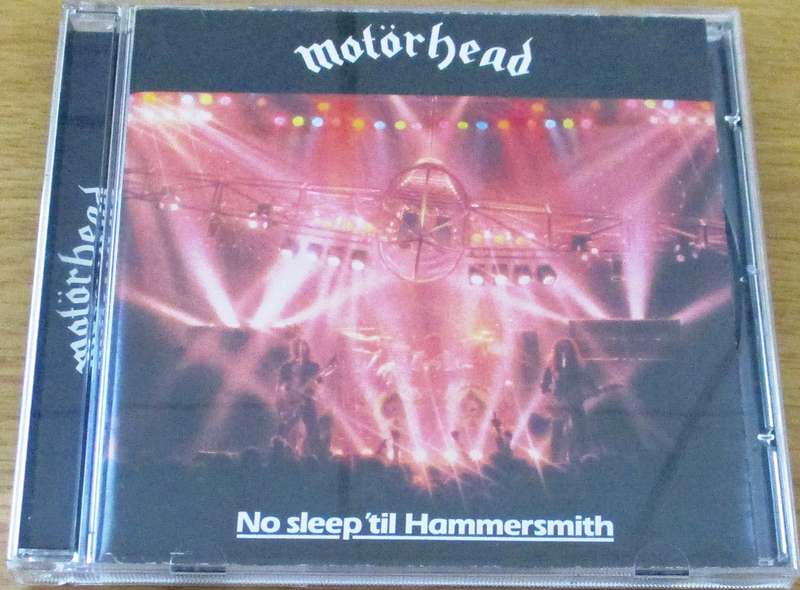 motörhead
motörhead
No sleep 'til Hammersmith